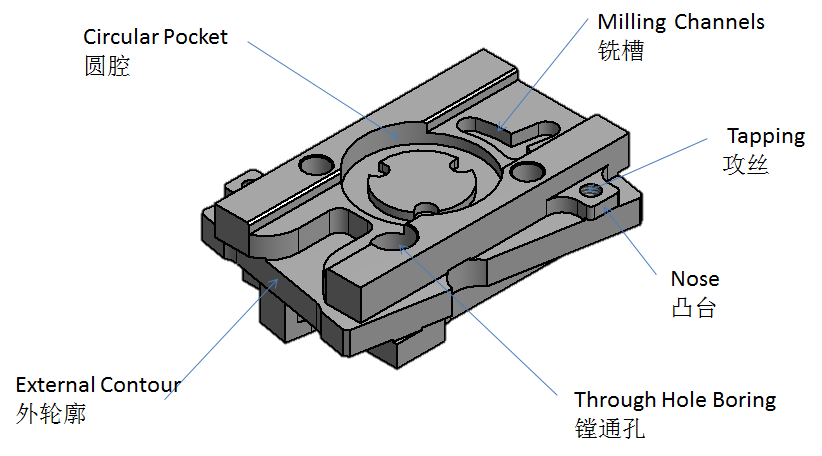 Circular Pocket
圆腔
Milling Channels
铣槽
Tapping
攻丝
Nose
凸台
External Contour
外轮廓
Through Hole Boring
镗通孔